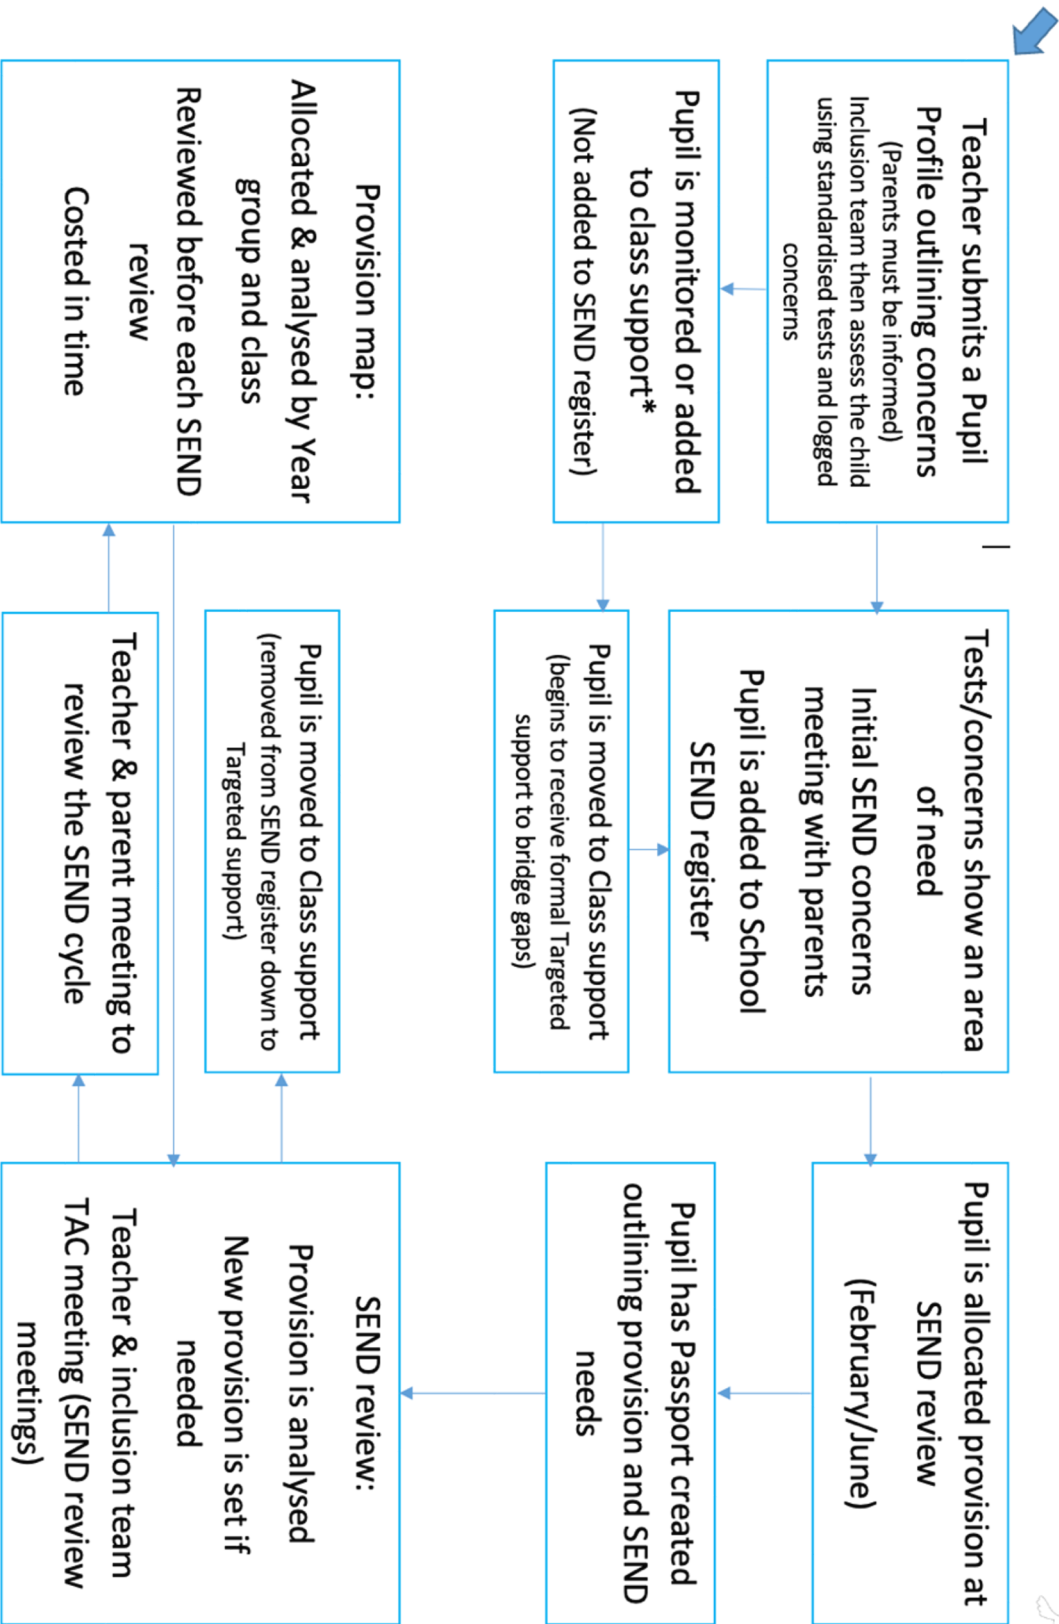 Teacher submits a Pupil
Profile outlining concerns
(Parents must be informed)
Inclusion team then assess the child
using standardised tests and logged
concerns
Tests/concerns show an area
of need
Initial SEND concerns
meeting with parents
Pupil is added to School
SEND register
Pupil is allocated provision at
SEND review
(February/June)
Pupil is monitored or added
to class support*
(Not added to SEND register)
Pupil is moved to Class support
(begins to receive formal Targeted
support to bridge gaps)
Pupil has Passport created
outlining provision and SEND
needs
Provision map:
Allocated & analysed by Year
group and class
Reviewed before each SEND
review
Costed in time
Pupil is moved to Class support
(removed from SEND register down to
Targeted support)
Teacher & parent meeting to
review the SEND cycle
SEND review:
Provision is analysed
New provision is set if
needed
Teacher & inclusion team
TAC meeting (SEND review
meetings)